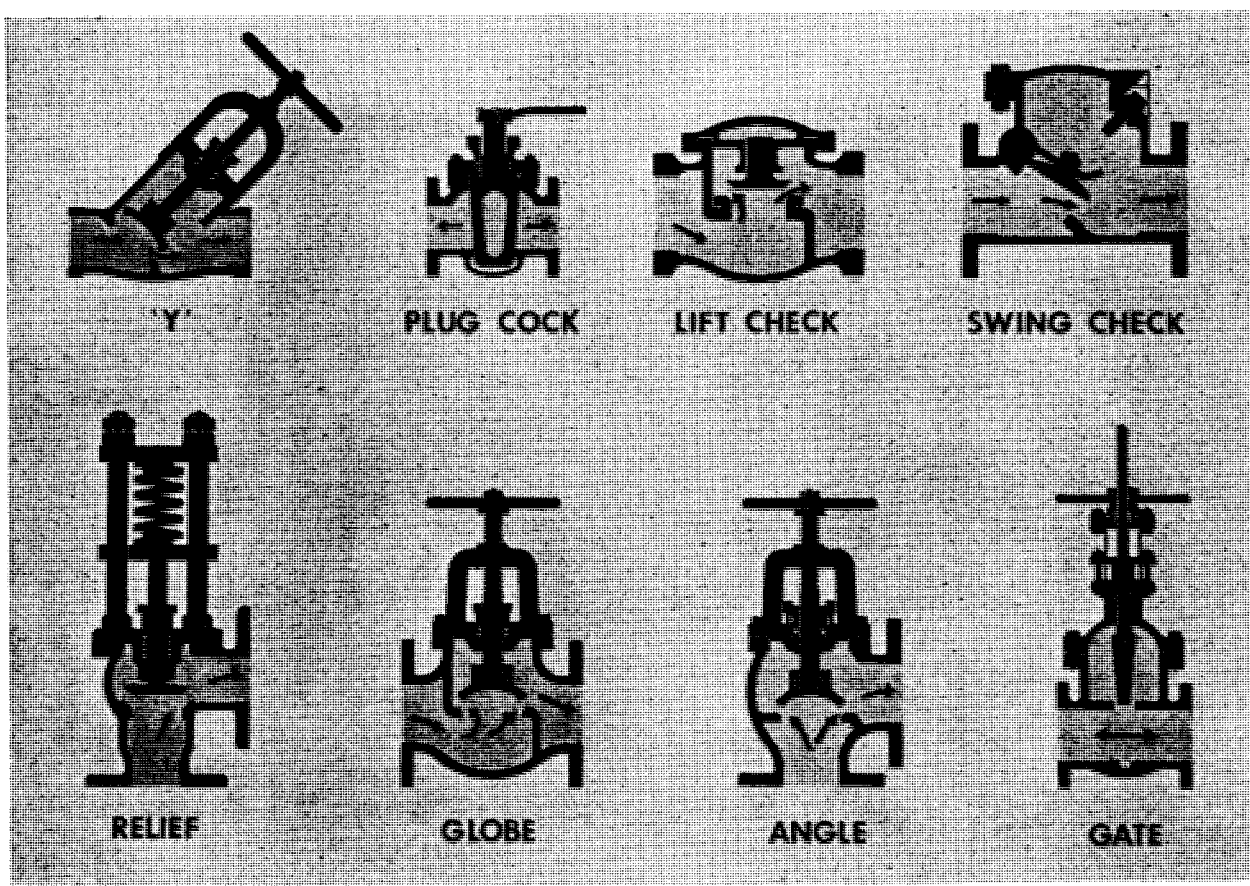 'Y'
PLUG COCK
LIFT CHECK
SWING CHECK
RELIEF
GLOBE
ANGLE
GATE